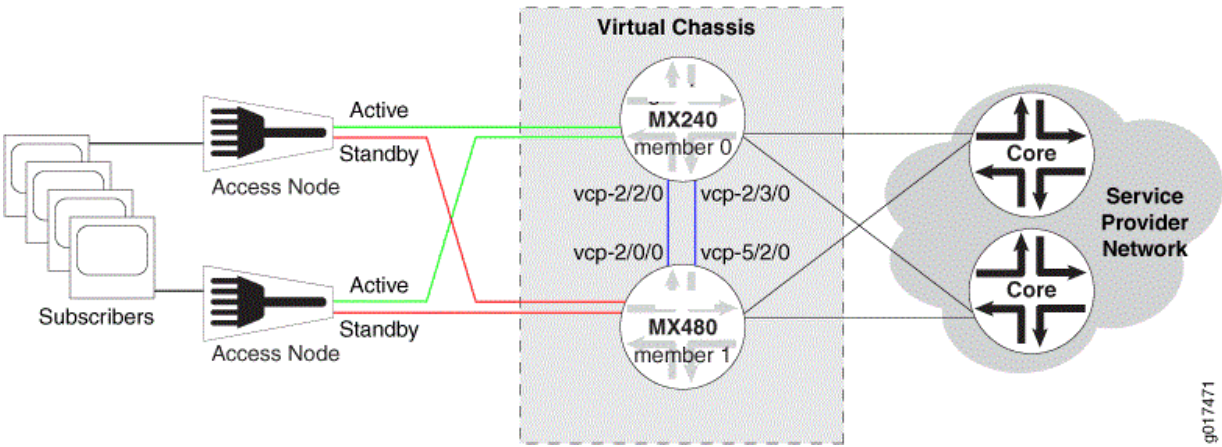 Virtual Chassis
Active
Standby
Access Node
MX240
member 0
Core
vcp-2/2/0
vcp-2/3/0
Service
Provider
Network
vcp-2/0/0
vcp-5/2/0
Core
Active
Standby
Access Node
Subscribers
MX480
member 1
g017471